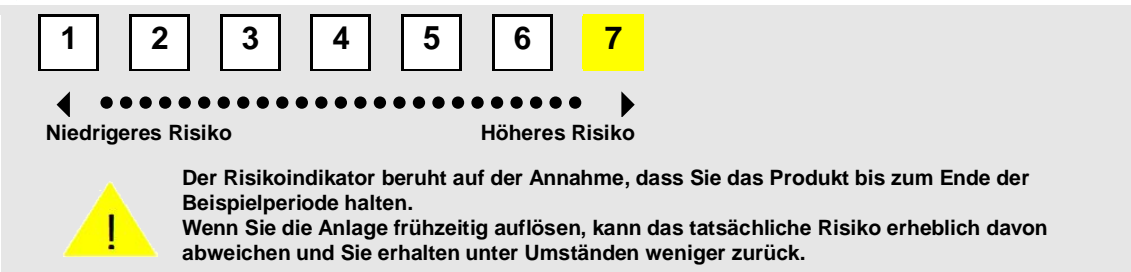 1 2 3 4 5 6 7
Niedrigeres Risiko Höheres Risiko
!
Der Risikoindikator beruht auf der Annahme, dass Sie das Produkt bis zum Ende der
Beispielperiode halten.
Wenn Sie die Anlage frühzeitig auflösen, kann das tatsächliche Risiko erheblich davon
abweichen und Sie erhalten unter Umständen weniger zurück.